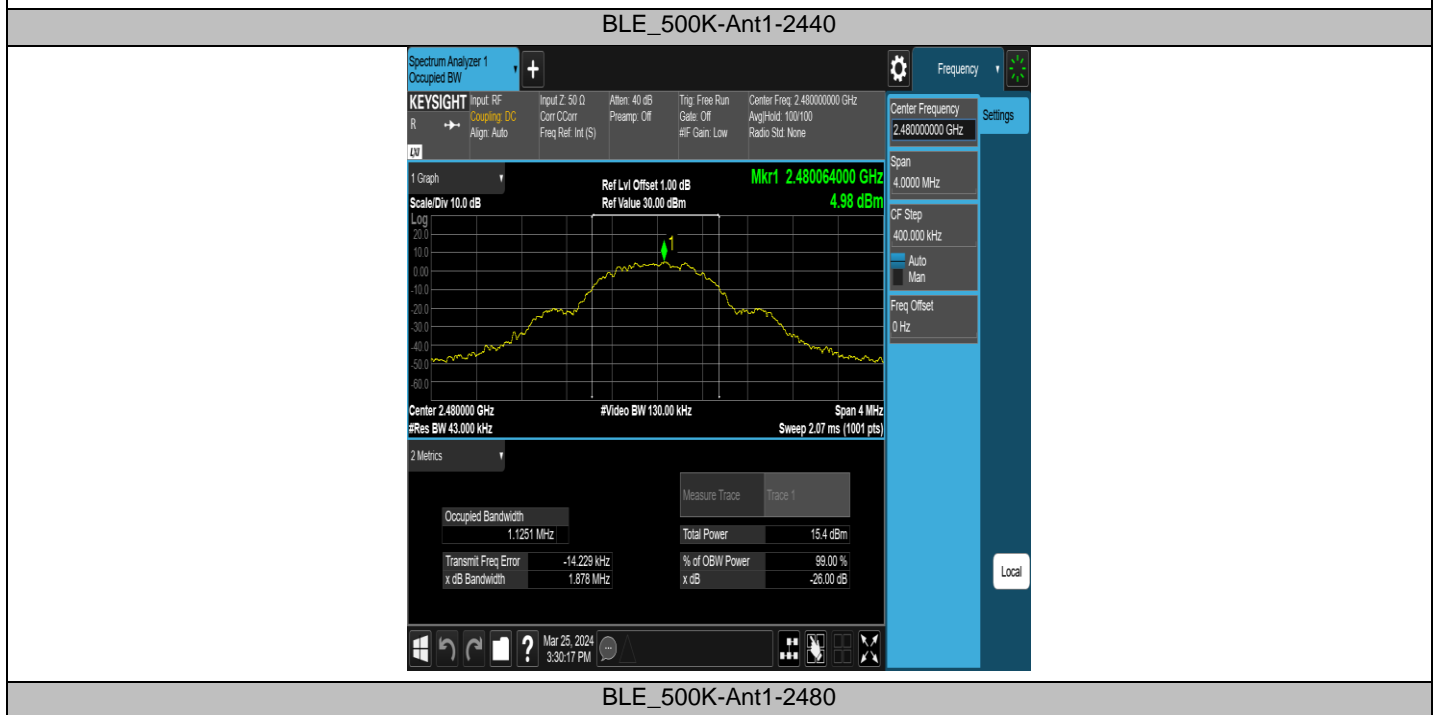 BLE_500K-Ant1-2440
Spectrum Analyzer 1
Occupied BW
+
Frequency
KEYSIGHT
R
LXI
Input: RF
Coupling: DC
Align: Auto
Input Z: 50 Ω
Corr CCorr
Freq Ref: Int (S)
Atten: 40 dB
Preamp: Off
Trig: Free Run
Gate: Off
#IF Gain: Low
Center Freq: 2.480000000 GHz
Avg|Hold: 100/100
Radio Std: None
Center Frequency
2.480000000 GHz
Settings
Span
4.0000 MHz
CF Step
400.000 kHz
Auto
Man
Freq Offset
0 Hz
Local
1 Graph
Scale/Div 10.0 dB
Ref Lvl Offset 1.00 dB
Ref Value 30.00 dBm
Mkr1 2.480064000 GHz
4.98 dBm
Log
20.0
10.0
0.00
-10.0
-20.0
-30.0
-40.0
-50.0
-60.0
1
Center 2.480000 GHz
#Video BW 130.00 kHz
Span 4 MHz
#Res BW 43.000 kHz
Sweep 2.07 ms (1001 pts)
2 Metrics
Measure Trace Trace 1
Occupied Bandwidth
1.1251 MHz
Total Power 15.4 dBm
Transmit Freq Error -14.229 kHz
% of OBW Power 99.00 %
x dB Bandwidth 1.878 MHz
x dB -26.00 dB
?
Mar 25, 2024
3:30:17 PM
BLE_500K-Ant1-2480